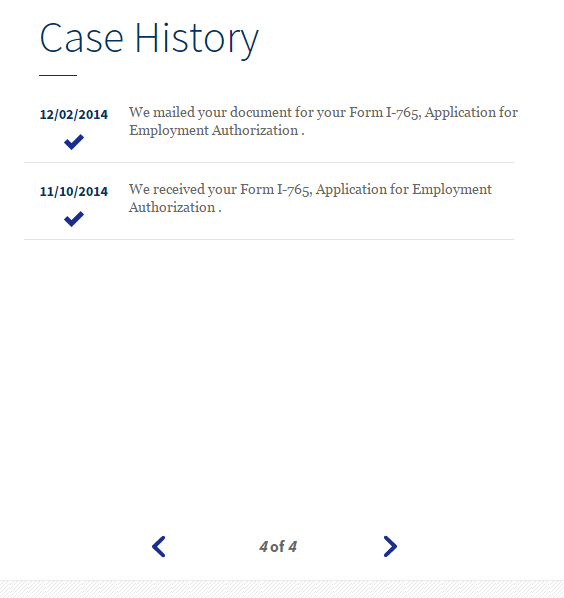 Case History
12/02/2014
We mailed your document for your Form I-765, Application for
Employment Authorization .
11/10/2014
We received your Form I-765, Application for Employment
Authorization .
4 of 4